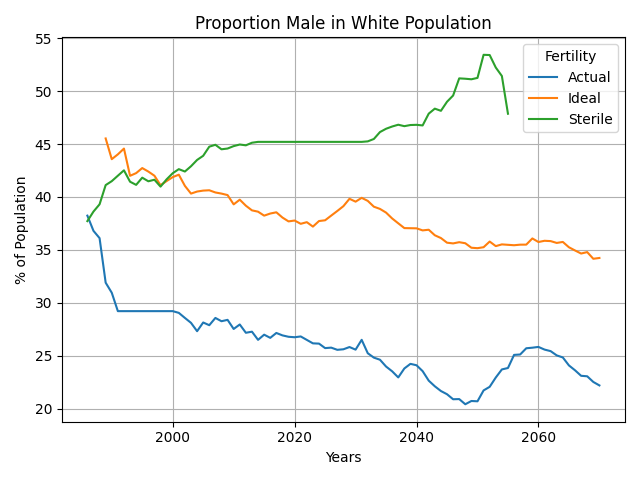 Proportion Male in White Population
% of Population
55
50
45
40
35
30
25
20
2000
2020
2040
2060
Years
Fertility
Actual
Ideal
Sterile